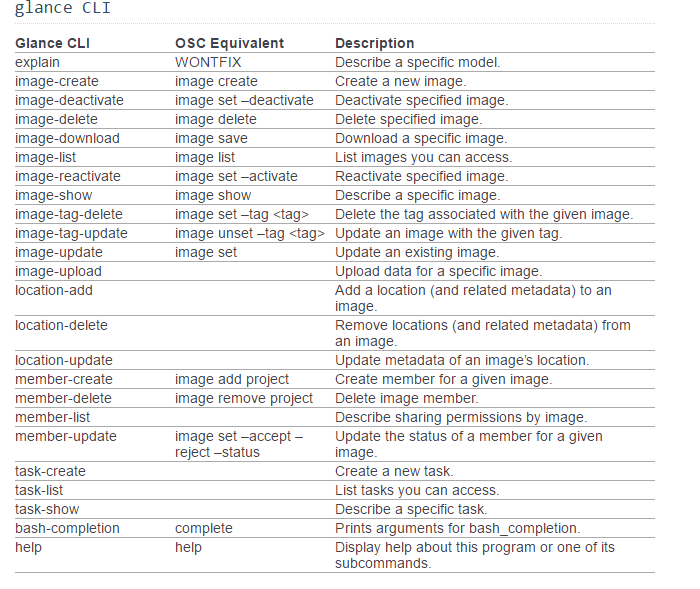 glance CLI
Glance CLI OSC Equivalent Description
explain WONTFIX Describe a specific model.
image-create image create Create a new image.
image-deactivate image set –deactivate Deactivate specified image.
image-delete image delete Delete specified image.
image-download image save Download a specific image.
image-list image list List images you can access.
image-reactivate image set –activate Reactivate specified image.
image-show image show Describe a specific image.
image-tag-delete image set –tag <tag> Delete the tag associated with the given image.
image-tag-update image unset –tag <tag> Update an image with the given tag.
image-update image set Update an existing image.
image-upload Upload data for a specific image.
location-add Add a location (and related metadata) to an
image.
location-delete Remove locations (and related metadata) from
an image.
location-update Update metadata of an image’s location.
member-create image add project Create member for a given image.
member-delete image remove project Delete image member.
member-list Describe sharing permissions by image.
member-update image set –accept – Update the status of a member for a given
reject –status image.
task-create Create a new task.
task-list List tasks you can access.
task-show Describe a specific task.
bash-completion complete Prints arguments for bash_completion.
help help Display help about this program or one of its
subcommands.